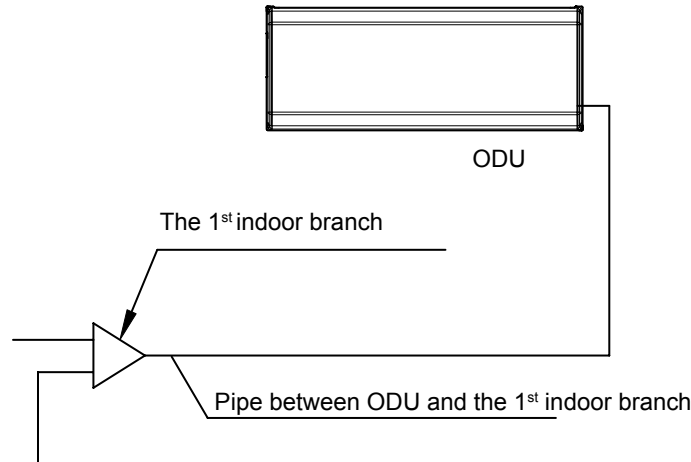 ODU
The 1st indoor branch
Pipe between ODU and the 1st indoor branch